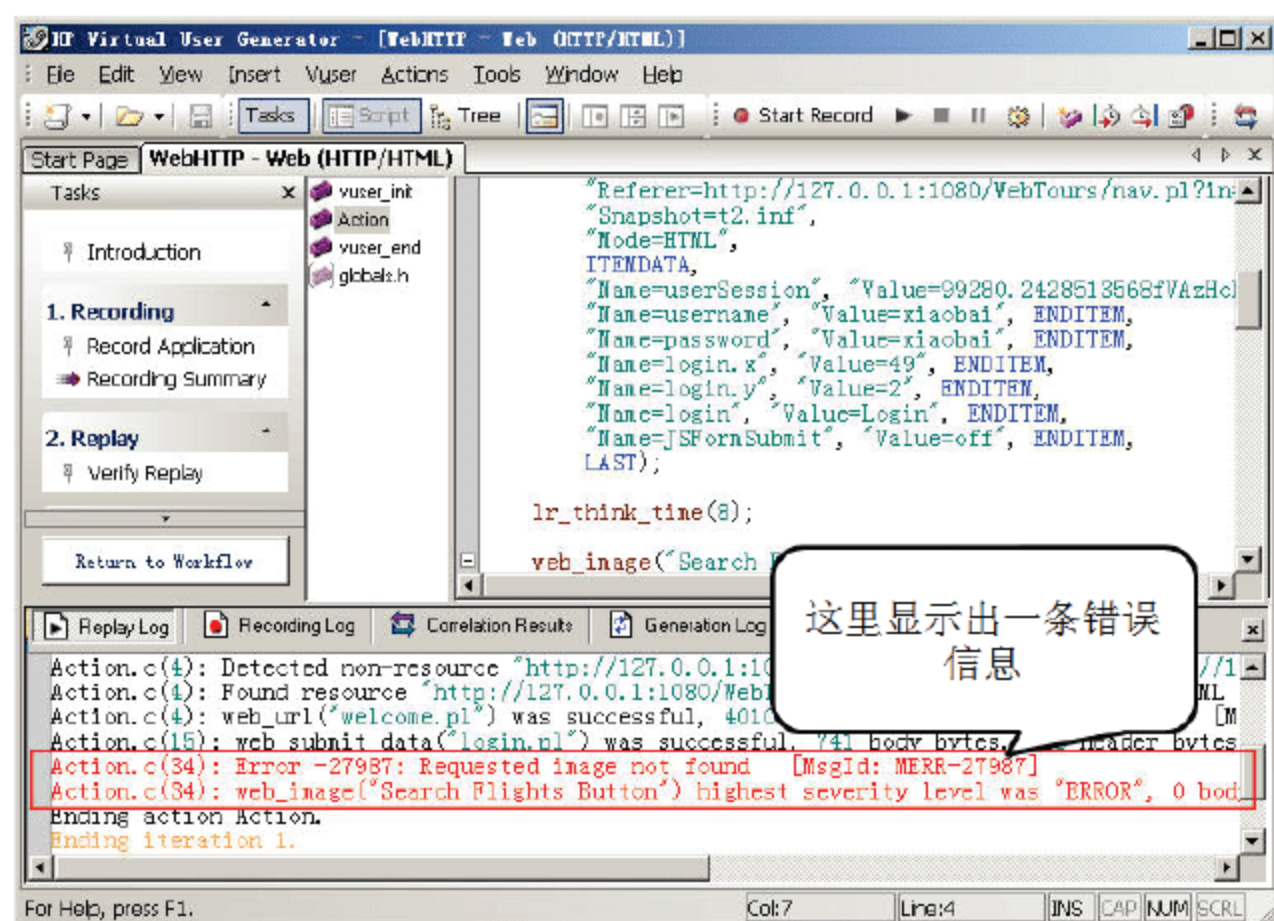 HP Virtual User Generator - [WebHTTP - Web (HTTP/HTML)]
File Edit View Insert Vuser Actions Tools Window Help
Tasks Script Tree Start Record
Start Page WebHTTP - Web (HTTP/HTML)
Tasks
Introduction
1. Recording
Record Application
Recording Summary
2. Replay
Verify Replay
Return to Workflow
vuser_init
Action
vuser_end
globals.h
"Referer=http://127.0.0.1:1080/WebTours/nav.pl?in=
"Snapshot=t2.inf",
"Mode=HTML",
ITEMDATA,
"Name=userSession", "Value=99280.2428513568fVAzHcl
"Name=username", "Value=xiaobai", ENDITEM,
"Name=password", "Value=xiaobai", ENDITEM,
"Name=login.x", "Value=49", ENDITEM,
"Name=login.y", "Value=2", ENDITEM,
"Name=login", "Value=Login", ENDITEM,
"Name=JSFormSubmit", "Value=off", ENDITEM,
LAST);
lr_think_time(8);
web_image("Search
这里显示出一条错误
信息
Replay Log Recording Log Correlation Results Generation Log
Action.c(4): Detected non-resource "http://127.0.0.1:10 //1
Action.c(4): Found resource "http://127.0.0.1:1080/WebT ML
Action.c(4): web_url("welcome.pl") was successful, 4010 [M
Action.c(15): web_submit_data("login.pl") was successful, 741 body bytes, header bytes
Action.c(34): Error -27987: Requested image not found [MsgId: MERR-27987]
Action.c(34): web_image("Search Flights Button") highest severity level was "ERROR", 0 bod
Ending action Action.
Ending iteration 1.
For Help, press F1. Col:7 Line:4 INS CAP NUM SCRL